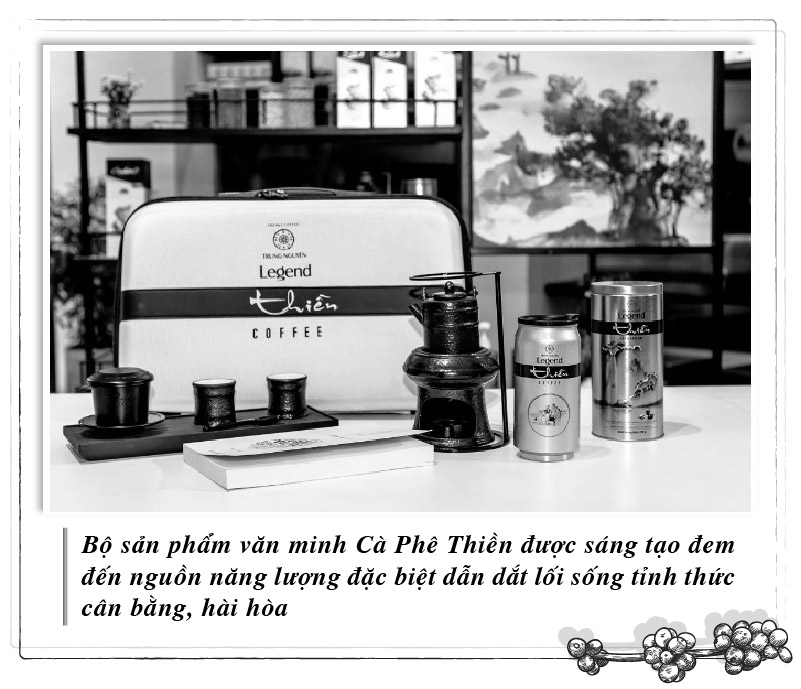 TRUNG NGUYÊN
Legend
Thiền
COFFEE
Legend
Thiền
COFFEE
Legend
Thiền
Bộ sản phẩm văn minh Cà Phê Thiền được sáng tạo đem
đến nguồn năng lượng đặc biệt dẫn dắt lối sống tỉnh thức
cân bằng, hài hòa